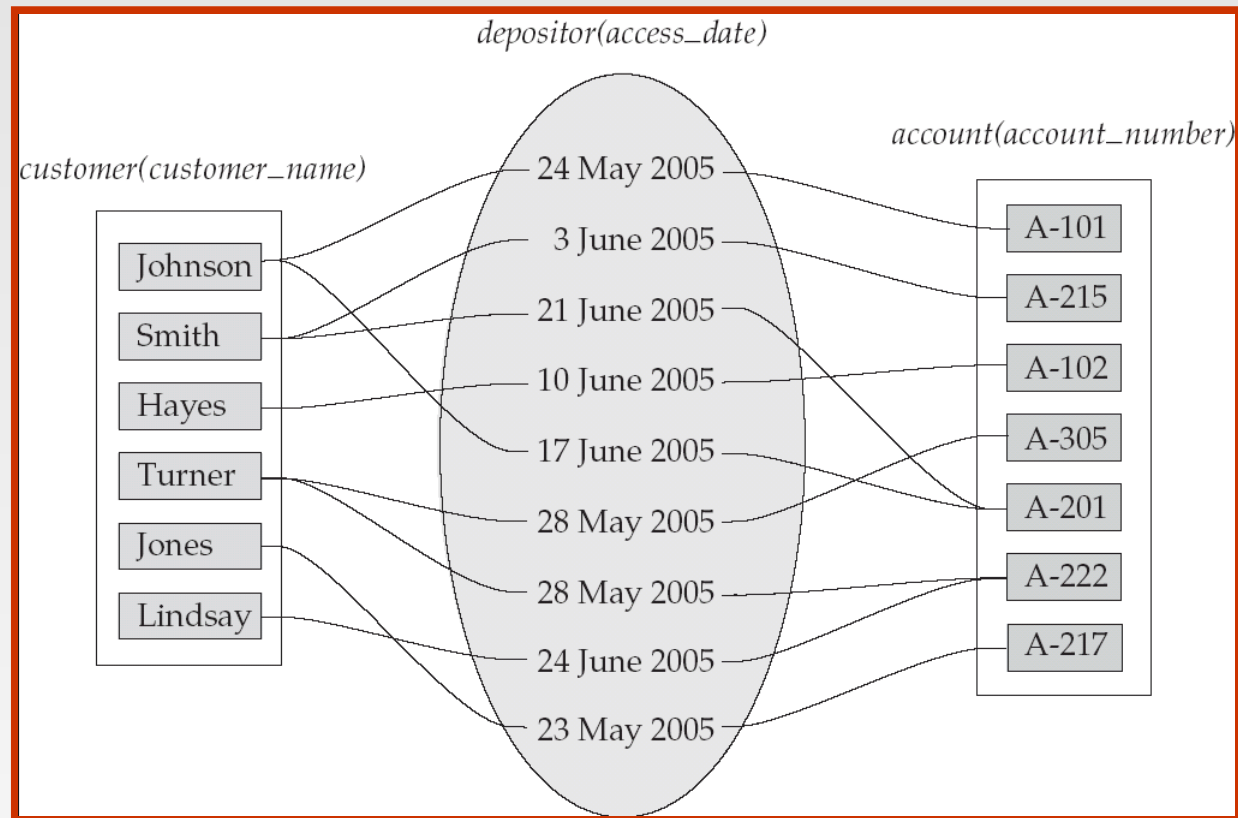 depositor(access_date)
customer(customer_name)
account(account_number)
Johnson
Smith
Hayes
Turner
Jones
Lindsay
24 May 2005
3 June 2005
21 June 2005
10 June 2005
17 June 2005
28 May 2005
28 May 2005
24 June 2005
23 May 2005
A-101
A-215
A-102
A-305
A-201
A-222
A-217